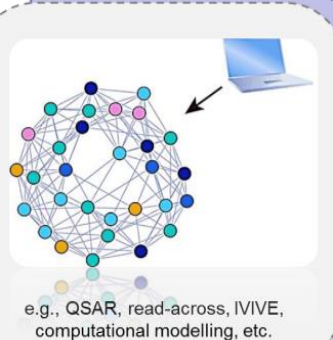 e.g., QSAR, read-across, IVIVE,
computational modelling, etc.